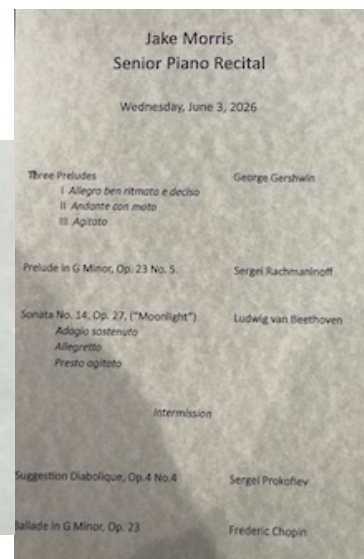 Jake Morris
Senior Piano Recital
Wednesday, June 3, 2026
Three Preludes George Gershwin
I Allegro ben ritmato e deciso
II Andante con moto
III Agitato
Prelude in G Minor, Op. 23 No. 5. Sergei Rachmaninoff
Sonata No. 14, Op. 27, ("Moonlight") Ludwig van Beethoven
Adagio sostenuto
Allegretto
Presto agitato
Intermission
Suggestion Diabolique, Op.4 No.4 Sergei Prokofiev
Ballade in G Minor, Op. 23 Frederic Chopin